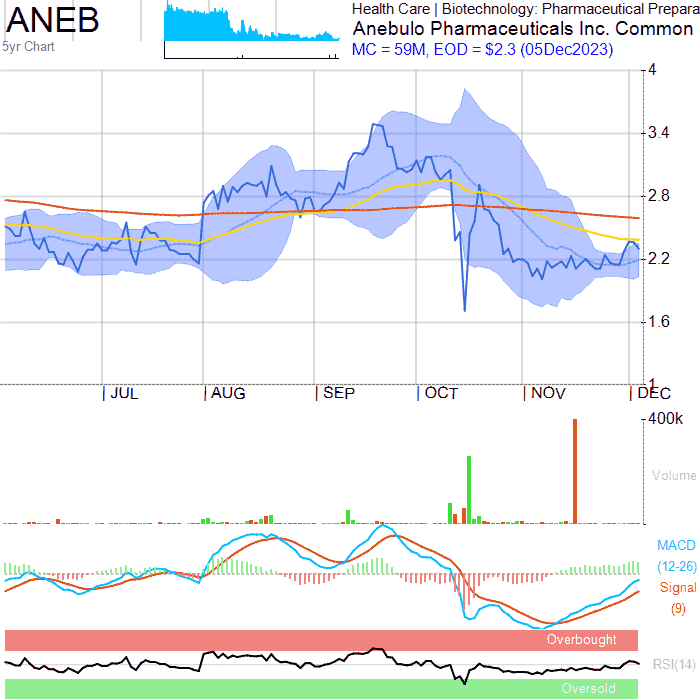 ANEB
5yr Chart
Health Care | Biotechnology: Pharmaceutical Prepara
Anebulo Pharmaceuticals Inc. Common
MC = 59M, EOD = $2.3 (05Dec2023)
4
3.4
2.8
2.2
1.6
1
JUL AUG SEP OCT NOV DEC
400k
Volume
MACD
(12-26)
Signal
(9)
Overbought
RSI(14)
Oversold